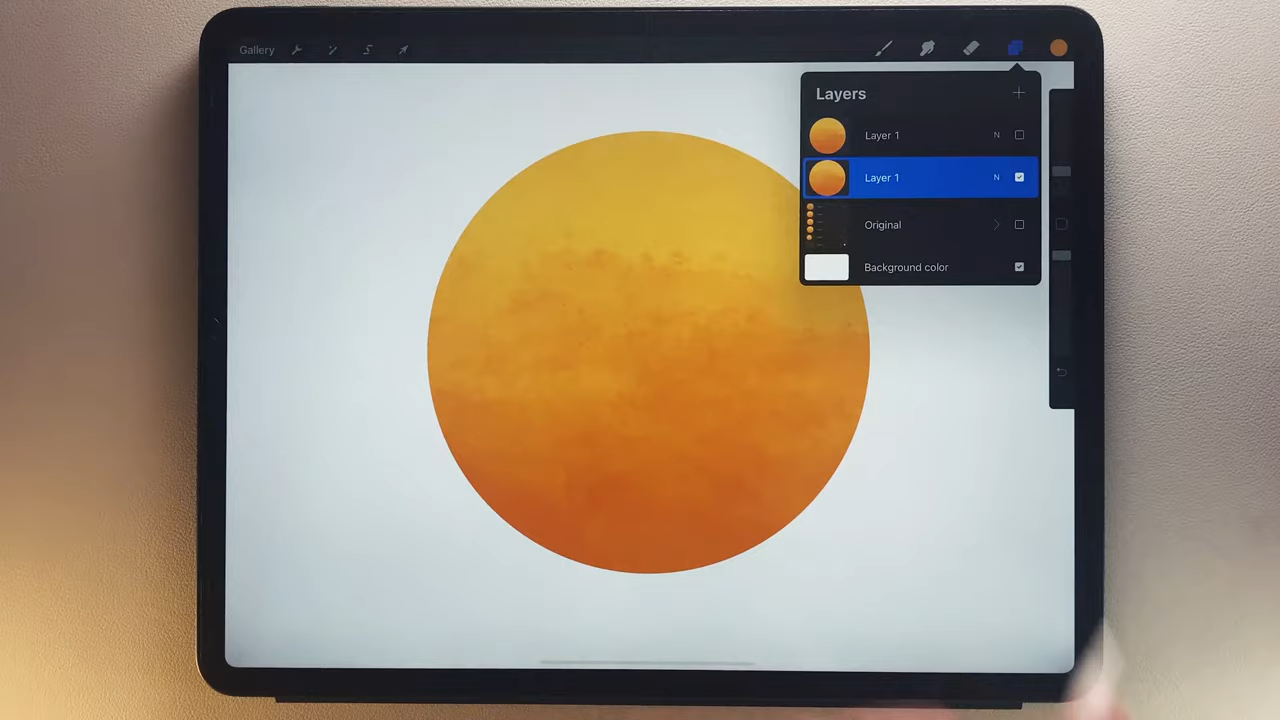 Gallery
Layers
Layer 1 N
Layer 1 N
Original
Background color